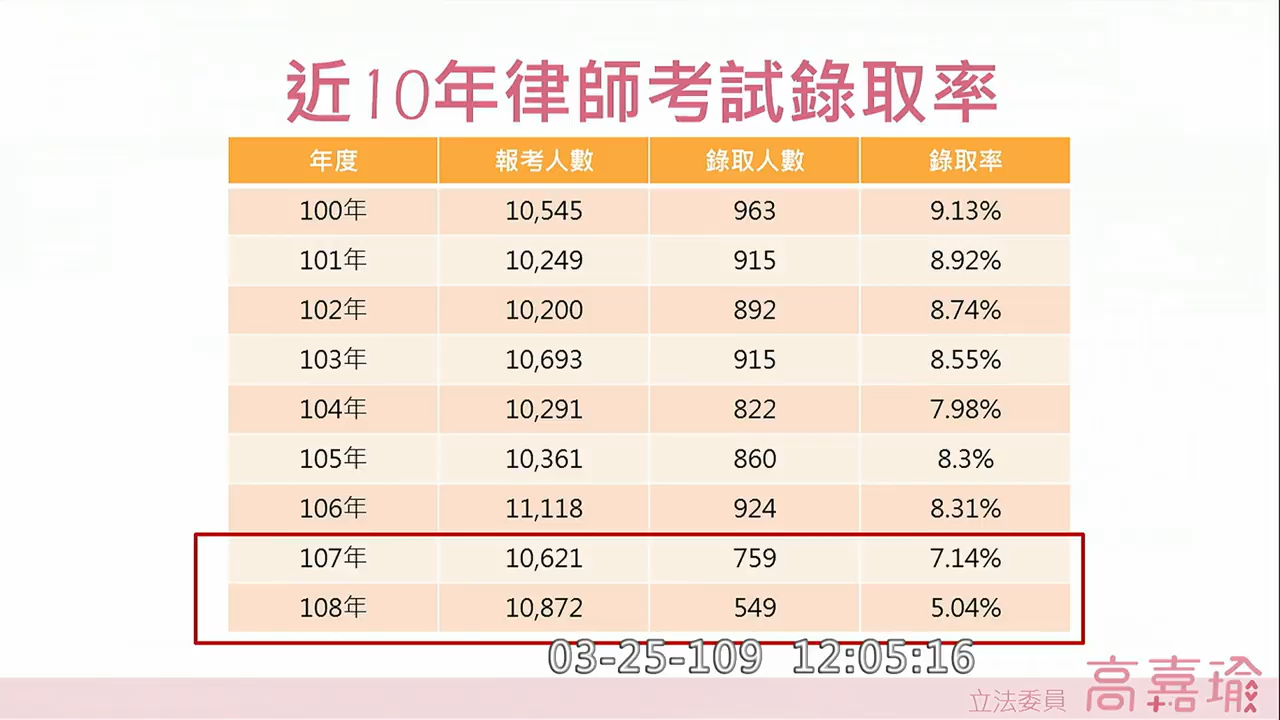 近10年律師考試錄取率
年度 報考人數 錄取人數 錄取率
100年 10,545 963 9.13%
101年 10,249 915 8.92%
102年 10,200 892 8.74%
103年 10,693 915 8.55%
104年 10,291 822 7.98%
105年 10,361 860 8.3%
106年 11,118 924 8.31%
107年 10,621 759 7.14%
108年 10,872 549 5.04%
03-25-109 12:05:16
立法委員 高嘉瑜